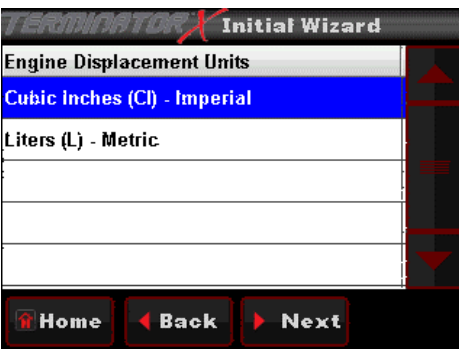 TERMINATOR X Initial Wizard
Engine Displacement Units
Cubic Inches (CI) - Imperial
Liters (L) - Metric
Home Back Next